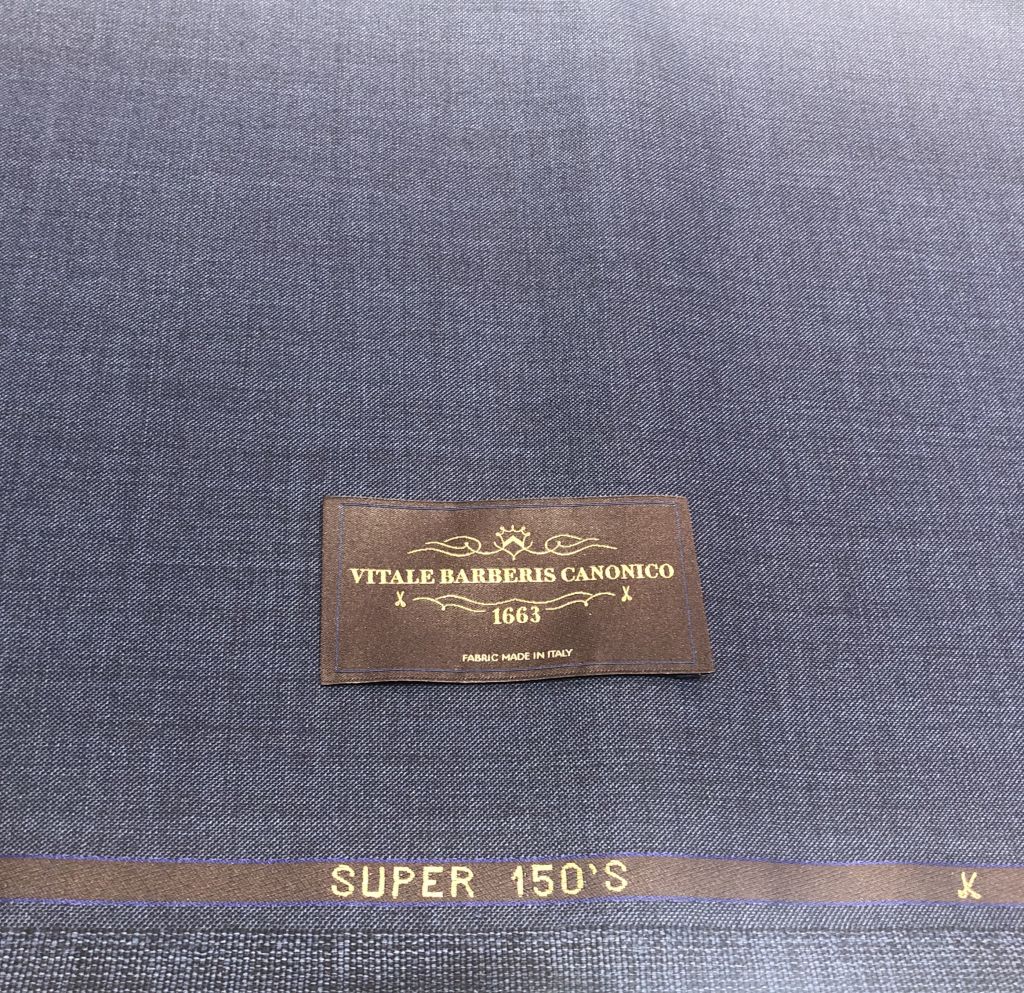 VITALE BARBERIS CANONICO
1663
FABRIC MADE IN ITALY
SUPER 150'S